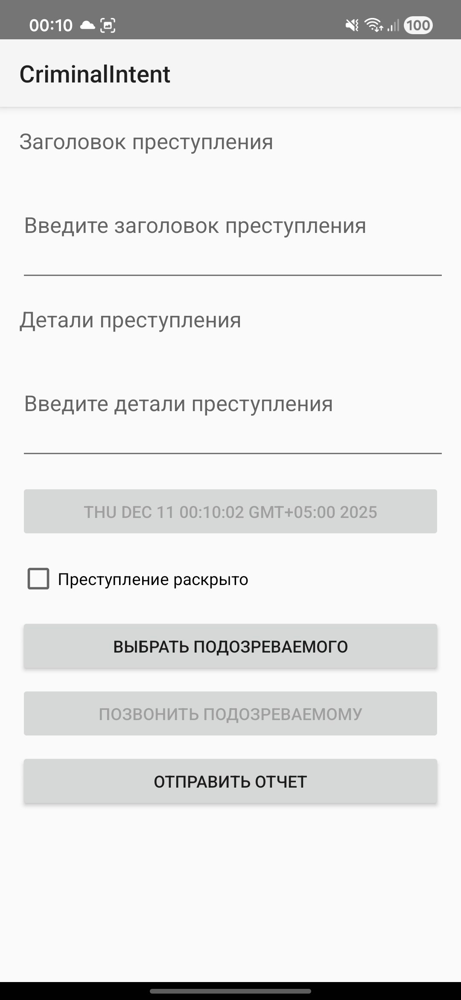 00:10
100
CriminalIntent
Заголовок преступления
Введите заголовок преступления
Детали преступления
Введите детали преступления
THU DEC 11 00:10:02 GMT+05:00 2025
Преступление раскрыто
ВЫБРАТЬ ПОДОЗРЕВАЕМОГО
ПОЗВОНИТЬ ПОДОЗРЕВАЕМОМУ
ОТПРАВИТЬ ОТЧЕТ